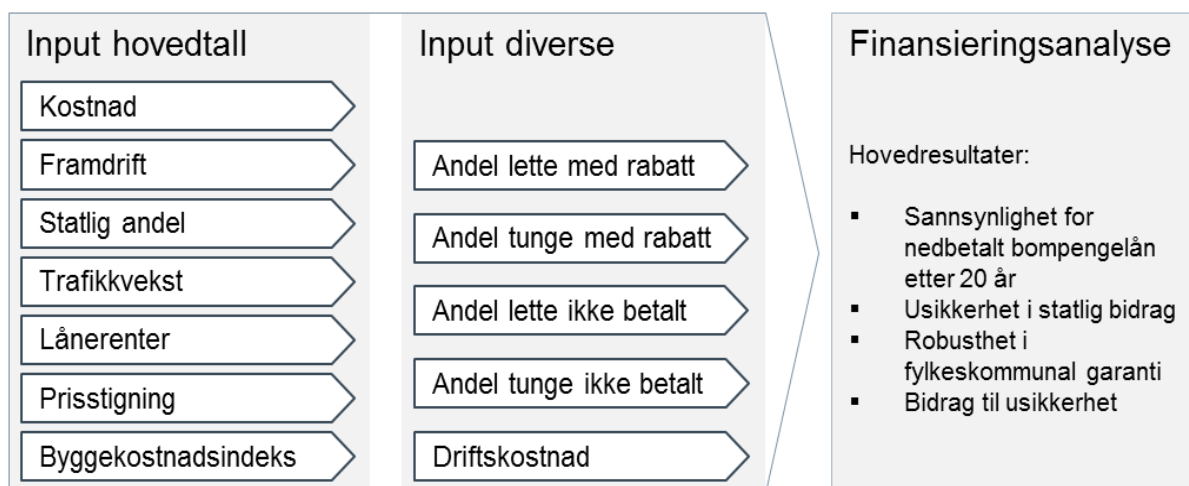 Input hovedtall
Kostnad
Framdrift
Statlig andel
Trafikkvekst
Lånerenter
Prisstigning
Byggekostnadsindeks
Input diverse
Andel lette med rabatt
Andel tunge med rabatt
Andel lette ikke betalt
Andel tunge ikke betalt
Driftskostnad
Finansieringsanalyse
Hovedresultater:
▪ Sannsynlighet for
nedbetalt bompengelån
etter 20 år
▪ Usikkerhet i statlig bidrag
▪ Robusthet i
fylkeskommunal garanti
▪ Bidrag til usikkerhet